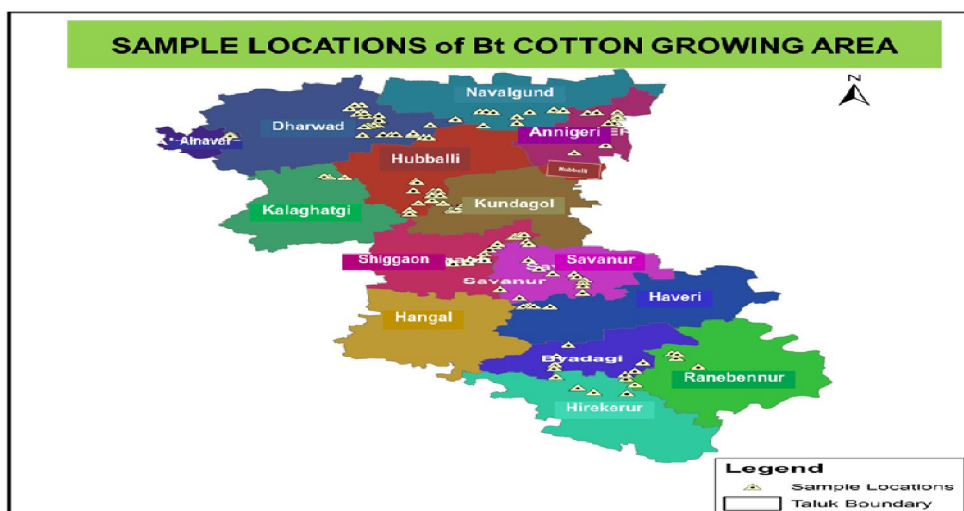 SAMPLE LOCATIONS of Bt COTTON GROWING AREA
N
Navalgund
Dharwad
Annigeri
Alnavar
Hubballi
Hubballi
Kundagol
Kalaghatgi
Shiggaon
Savanur
Savanur
Haveri
Hangal
Byadagi
Ranebennur
Hirekerur
Legend
Sample Locations
Taluk Boundary